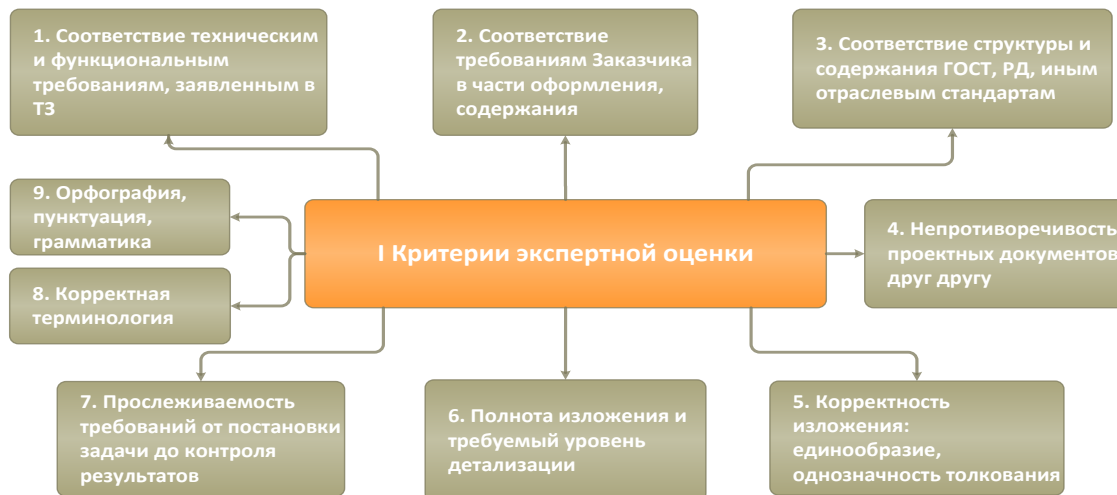 1. Соответствие техническим
и функциональным
требованиям, заявленным в
ТЗ
2. Соответствие
требованиям Заказчика
в части оформления,
содержания
3. Соответствие структуры и
содержания ГОСТ, РД, иным
отраслевым стандартам
9. Орфография,
пунктуация,
грамматика
I Критерии экспертной оценки
4. Непротиворечивость
проектных документов
друг другу
8. Корректная
терминология
7. Прослеживаемость
требований от постановки
задачи до контроля
результатов
6. Полнота изложения и
требуемый уровень
детализации
5. Корректность
изложения:
единообразие,
однозначность толкования